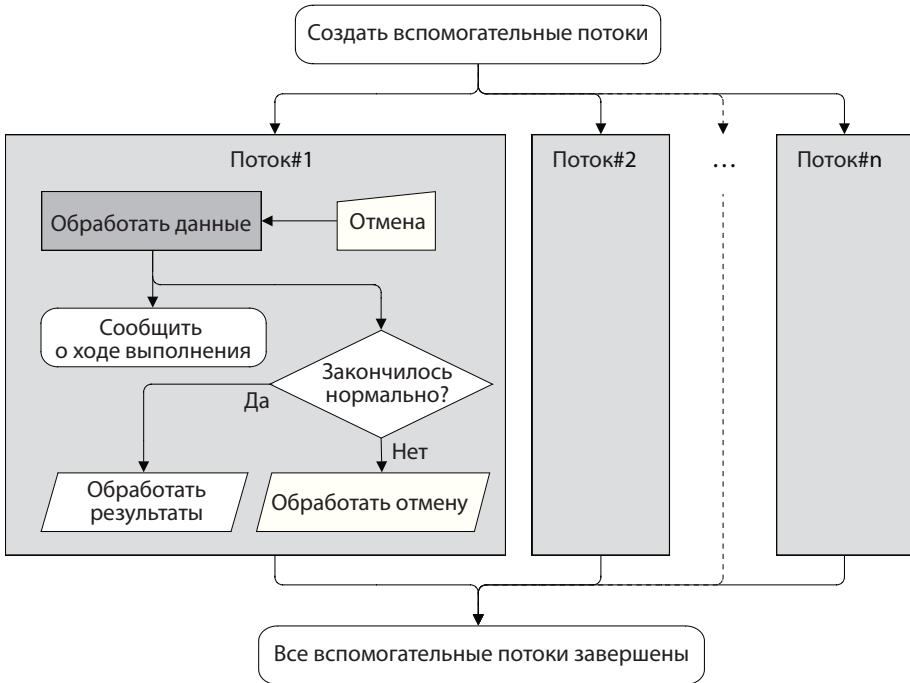 Создать вспомогательные потоки
Поток#1
Поток#2
...
Поток#n
Обработать данные
Отмена
Сообщить
о ходе выполнения
Закончилось
нормально?
Да
Нет
Обработать
результаты
Обработать отмену
Все вспомогательные потоки завершены